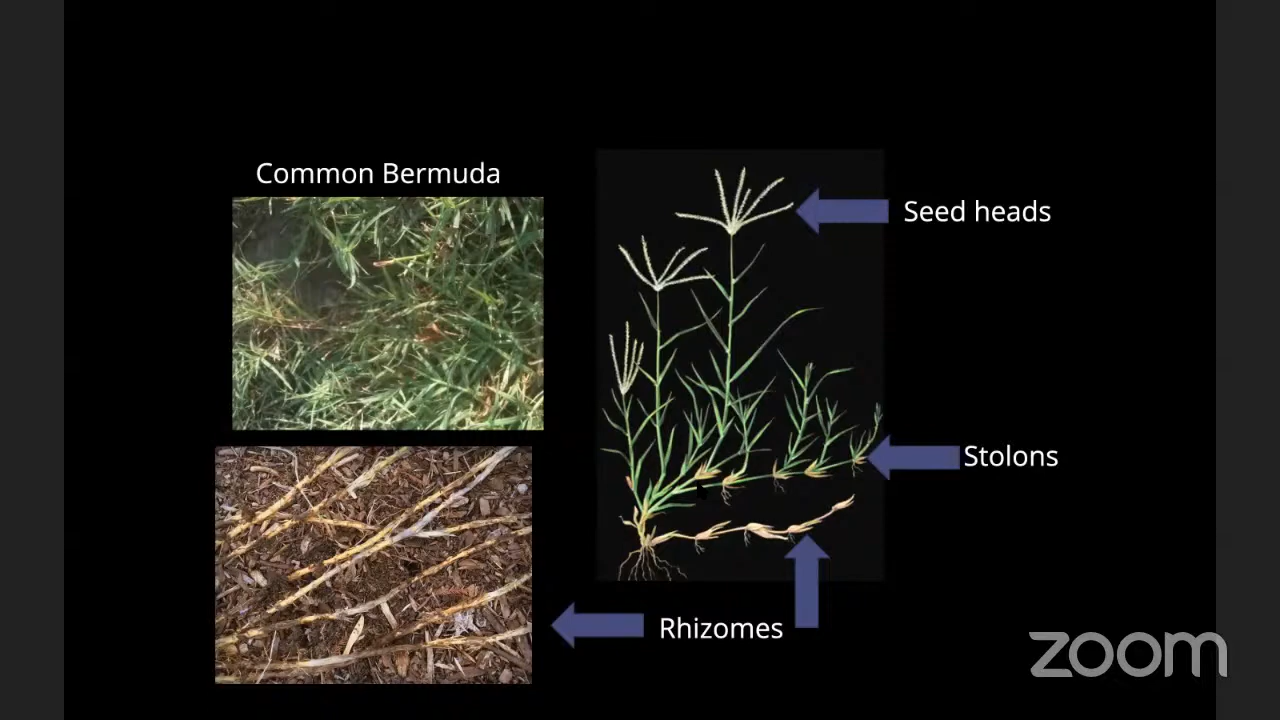 Common Bermuda
Seed heads
Stolons
Rhizomes
zoom